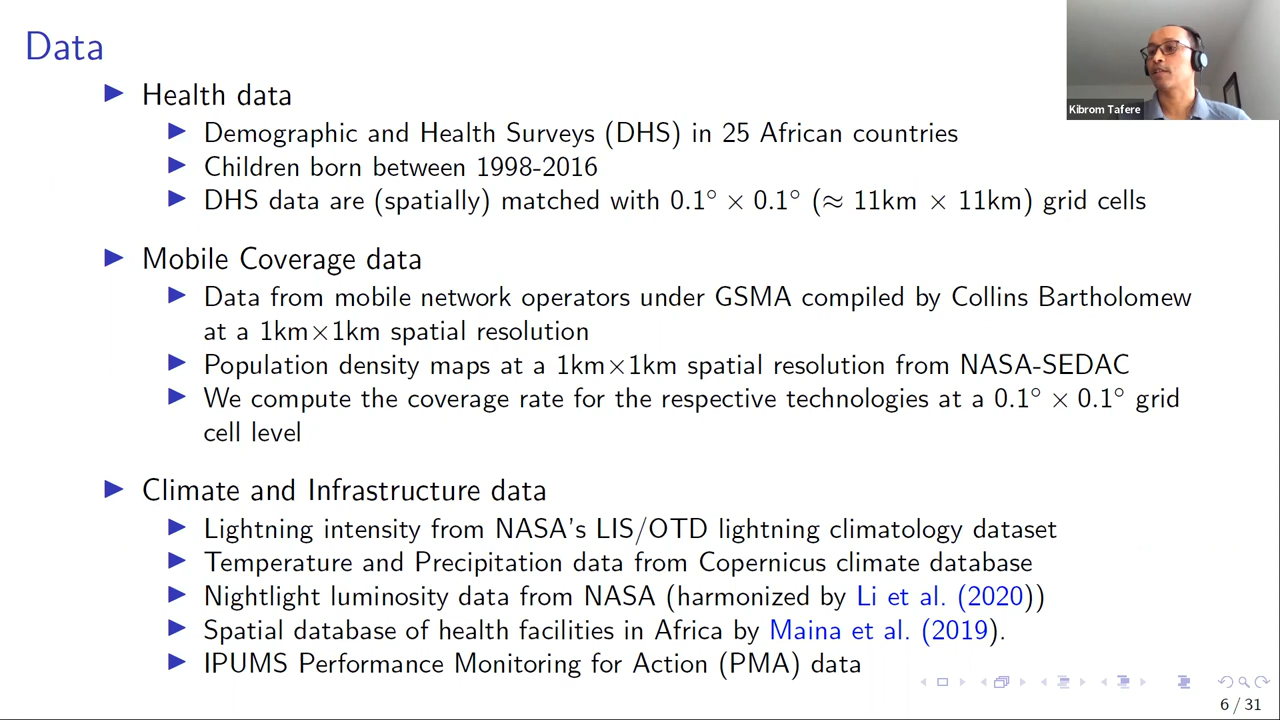 Data
Health data
Demographic and Health Surveys (DHS) in 25 African countries
Children born between 1998-2016
DHS data are (spatially) matched with 0.1° × 0.1° (≈ 11km × 11km) grid cells
Mobile Coverage data
Data from mobile network operators under GSMA compiled by Collins Bartholomew
at a 1km×1km spatial resolution
Population density maps at a 1km×1km spatial resolution from NASA-SEDAC
We compute the coverage rate for the respective technologies at a 0.1° × 0.1° grid
cell level
Climate and Infrastructure data
Lightning intensity from NASA's LIS/OTD lightning climatology dataset
Temperature and Precipitation data from Copernicus climate database
Nightlight luminosity data from NASA (harmonized by Li et al. (2020))
Spatial database of health facilities in Africa by Maina et al. (2019).
IPUMS Performance Monitoring for Action (PMA) data
6 / 31
Kibrom Tafere